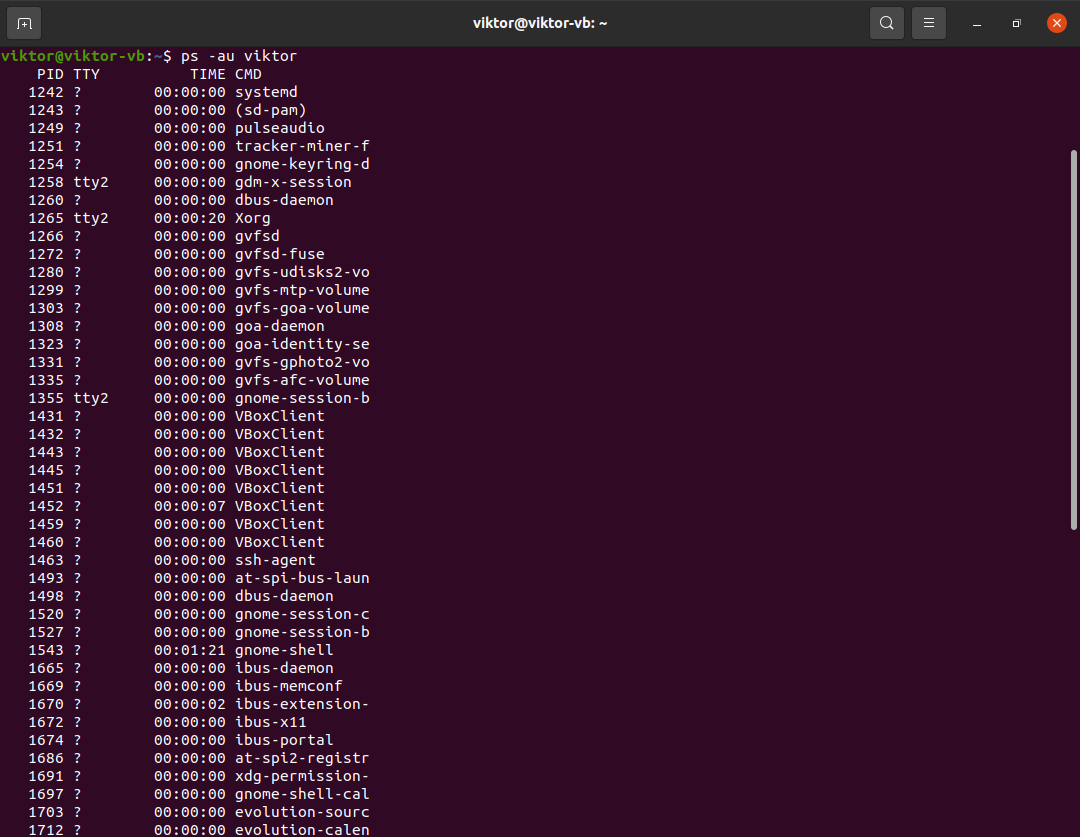 viktor@viktor-vb: ~
viktor@viktor-vb:~$ ps -au viktor
    PID TTY          TIME CMD
   1242 ?        00:00:00 systemd
   1243 ?        00:00:00 (sd-pam)
   1249 ?        00:00:00 pulseaudio
   1251 ?        00:00:00 tracker-miner-f
   1254 ?        00:00:00 gnome-keyring-d
   1258 tty2     00:00:00 gdm-x-session
   1260 ?        00:00:00 dbus-daemon
   1265 tty2     00:00:20 Xorg
   1266 ?        00:00:00 gvfsd
   1272 ?        00:00:00 gvfsd-fuse
   1280 ?        00:00:00 gvfs-udisks2-vo
   1299 ?        00:00:00 gvfs-mtp-volume
   1303 ?        00:00:00 gvfs-goa-volume
   1308 ?        00:00:00 goa-daemon
   1323 ?        00:00:00 goa-identity-se
   1331 ?        00:00:00 gvfs-gphoto2-vo
   1335 ?        00:00:00 gvfs-afc-volume
   1355 tty2     00:00:00 gnome-session-b
   1431 ?        00:00:00 VBoxClient
   1432 ?        00:00:00 VBoxClient
   1443 ?        00:00:00 VBoxClient
   1445 ?        00:00:00 VBoxClient
   1451 ?        00:00:00 VBoxClient
   1452 ?        00:00:07 VBoxClient
   1459 ?        00:00:00 VBoxClient
   1460 ?        00:00:00 VBoxClient
   1463 ?        00:00:00 ssh-agent
   1493 ?        00:00:00 at-spi-bus-laun
   1498 ?        00:00:00 dbus-daemon
   1520 ?        00:00:00 gnome-session-c
   1527 ?        00:00:00 gnome-session-b
   1543 ?        00:01:21 gnome-shell
   1665 ?        00:00:00 ibus-daemon
   1669 ?        00:00:00 ibus-memconf
   1670 ?        00:00:02 ibus-extension-
   1672 ?        00:00:00 ibus-x11
   1674 ?        00:00:00 ibus-portal
   1686 ?        00:00:00 at-spi2-registr
   1691 ?        00:00:00 xdg-permission-
   1697 ?        00:00:00 gnome-shell-cal
   1703 ?        00:00:00 evolution-sourc
   1712 ?        00:00:00 evolution-calen